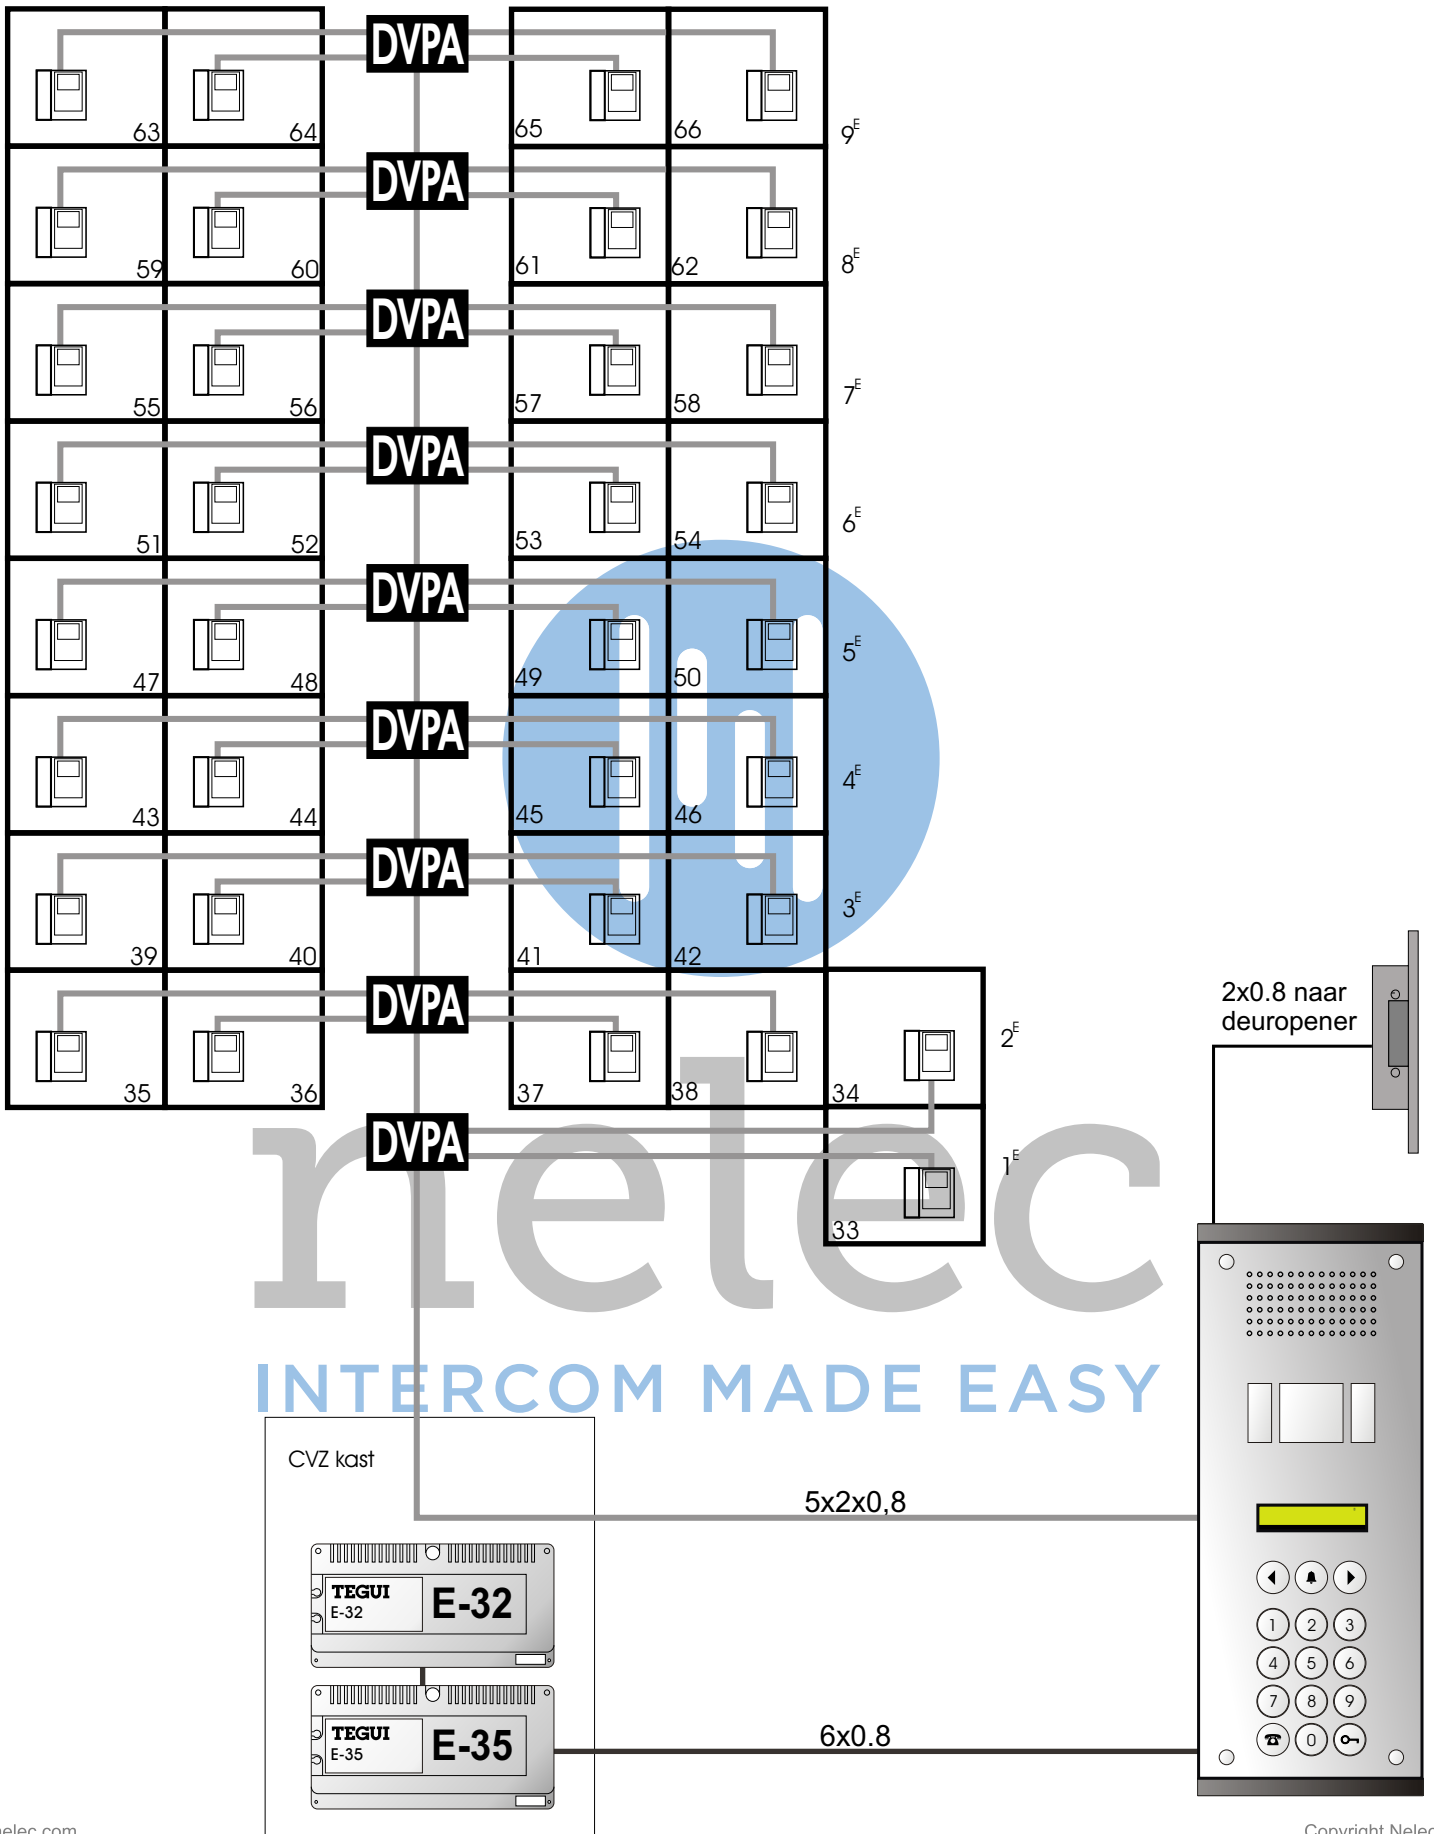 DVPA
63 64 65 66 9E
DVPA
59 60 61 62 8E
DVPA
55 56 57 58 7E
DVPA
51 52 53 54 6E
DVPA
47 48 49 50 5E
DVPA
43 44 45 46 4E
DVPA
39 40 41 42 3E
DVPA
35 36 37 38 34 2E
DVPA
33 1E
2x0.8 naar
deuropener
nelec
INTERCOM MADE EASY
CVZ kast
5x2x0,8
TEGUI
E-32
E-32
TEGUI
E-35
E-35
6x0.8
1 2 3
4 5 6
7 8 9
0
elec.com
Copyright Nelec